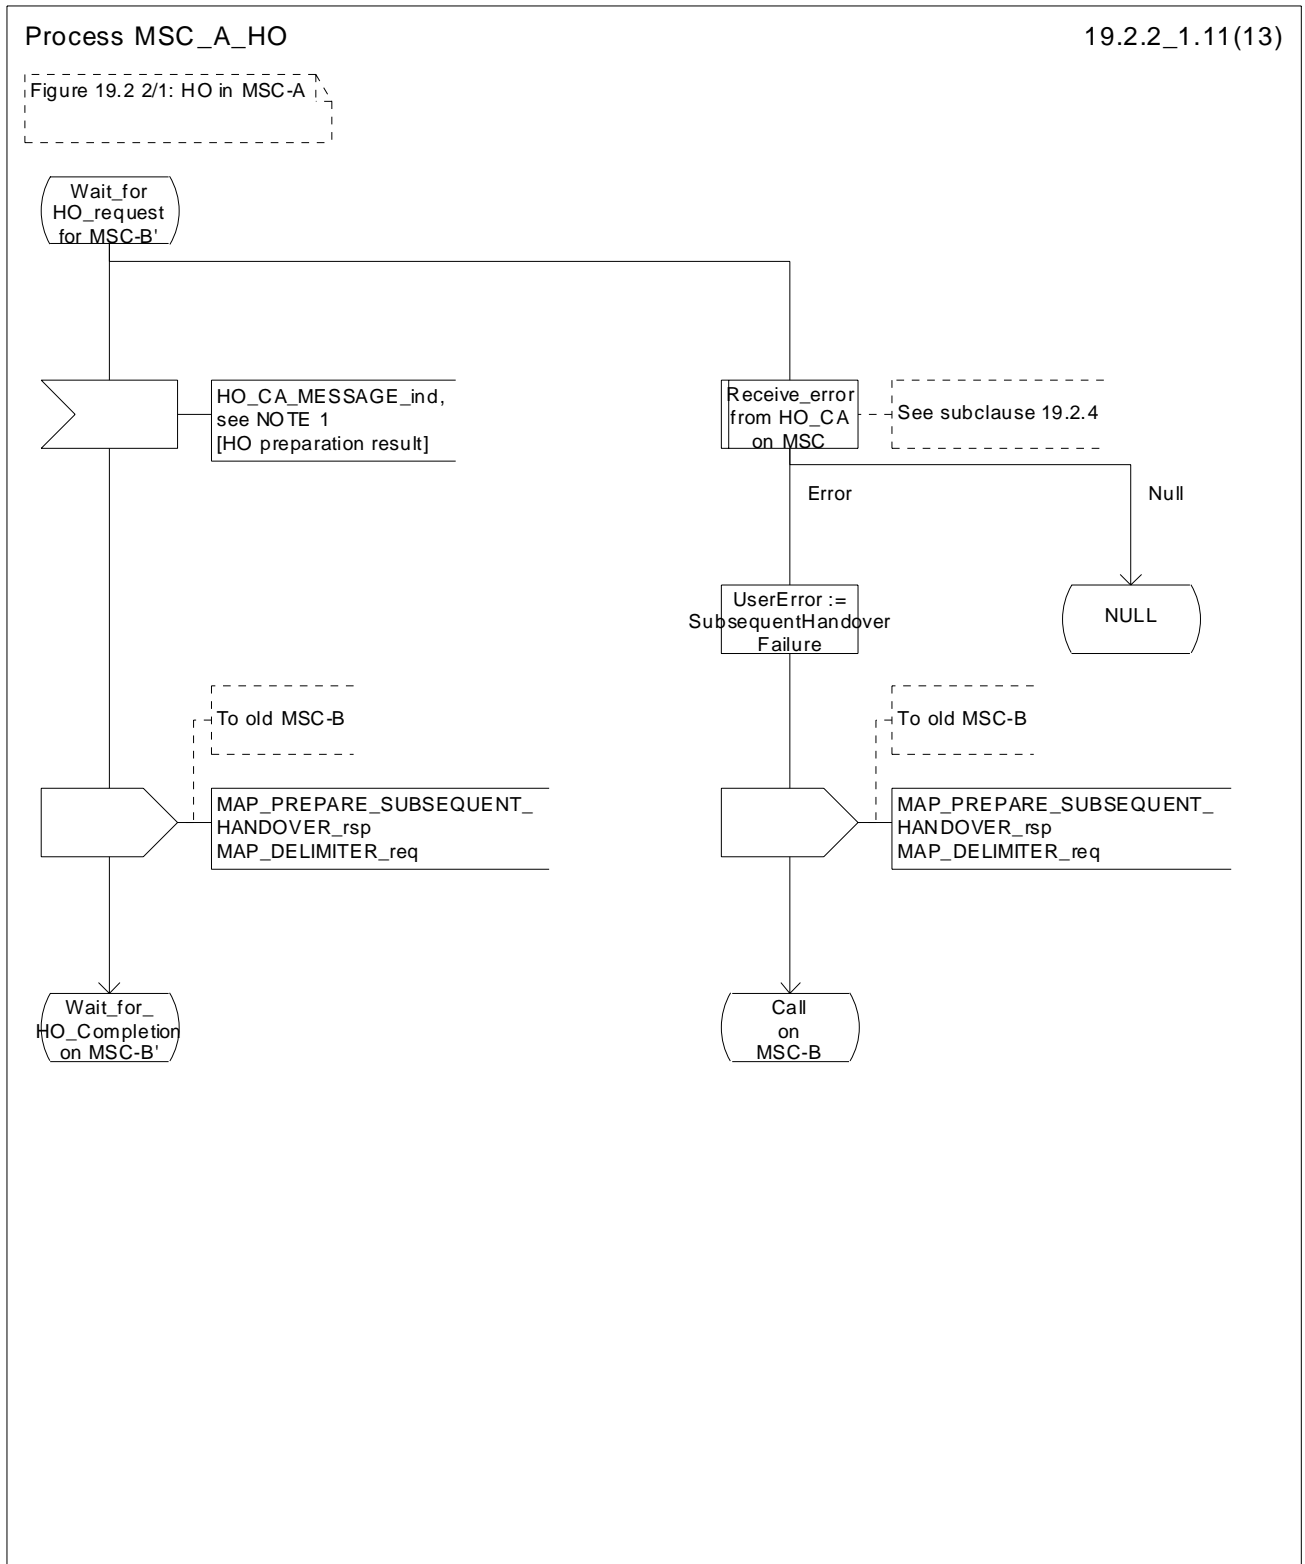 Process MSC_A_HO
19.2.2_1.11(13)
Figure 19.2 2/1: HO in MSC-A
Wait_for
HO_request
for MSC-B'
HO_CA_MESSAGE_ind,
see NOTE 1
[HO preparation result]
Receive_error
from HO_CA
on MSC
See subclause 19.2.4
Error
Null
UserError :=
SubsequentHandover
Failure
NULL
To old MSC-B
To old MSC-B
MAP_PREPARE_SUBSEQUENT_
HANDOVER_rsp
MAP_DELIMITER_req
MAP_PREPARE_SUBSEQUENT_
HANDOVER_rsp
MAP_DELIMITER_req
Wait_for_
HO_Completion
on MSC-B'
Call
on
MSC-B